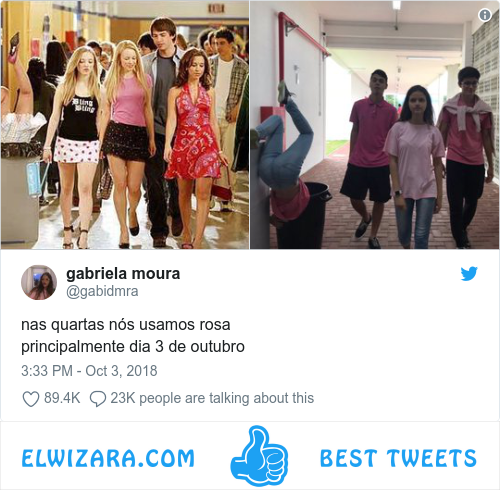 Bling
Bling
gabriela moura
@gabidmra
nas quartas nós usamos rosa
principalmente dia 3 de outubro
3:33 PM - Oct 3, 2018
89.4K 23K people are talking about this
ELWIZARA.COM BEST TWEETS